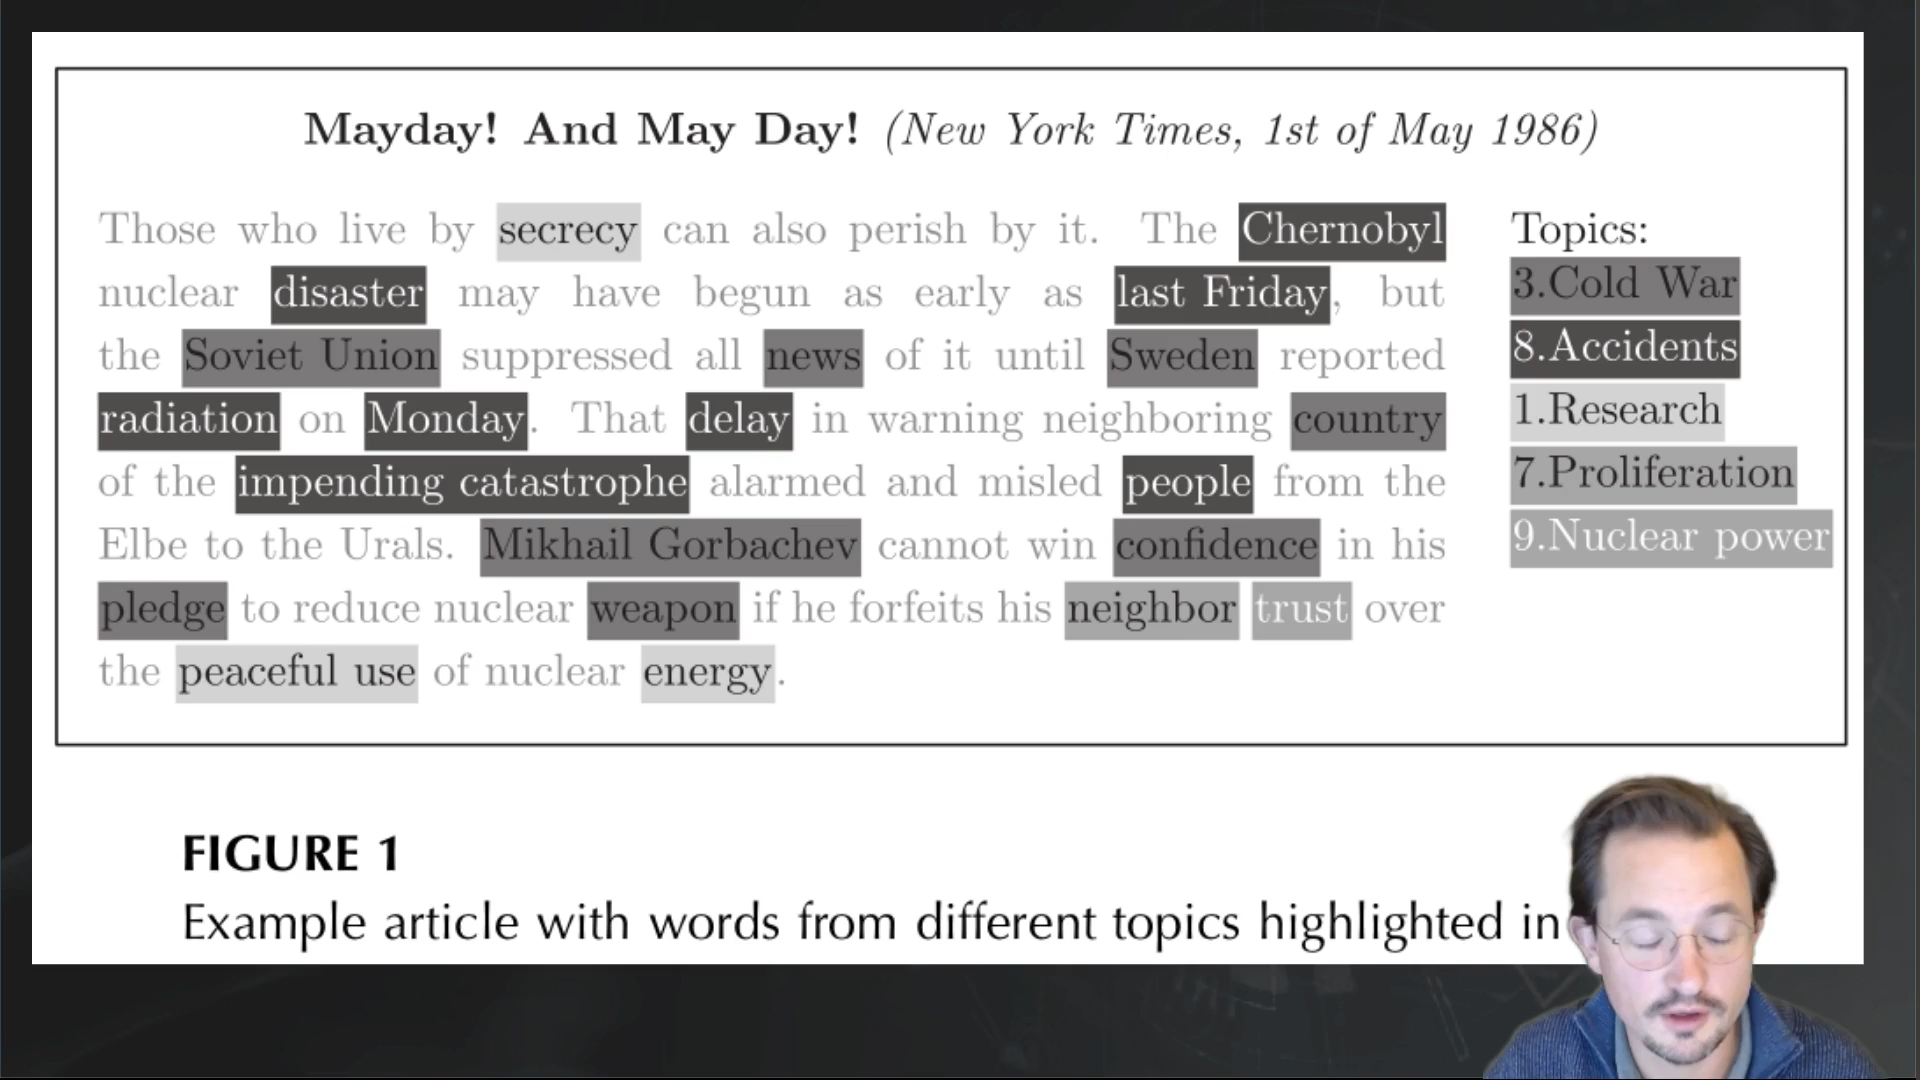 Mayday! And May Day! (New York Times, 1st of May 1986)
Those who live by secrecy can also perish by it. The Chernobyl
nuclear disaster may have begun as early as last Friday, but
the Soviet Union suppressed all news of it until Sweden reported
radiation on Monday. That delay in warning neighboring country
of the impending catastrophe alarmed and misled people from the
Elbe to the Urals. Mikhail Gorbachev cannot win confidence in his
pledge to reduce nuclear weapon if he forfeits his neighbor trust over
the peaceful use of nuclear energy.
Topics:
3.Cold War
8.Accidents
1.Research
7.Proliferation
9.Nuclear power
FIGURE 1
Example article with words from different topics highlighted in